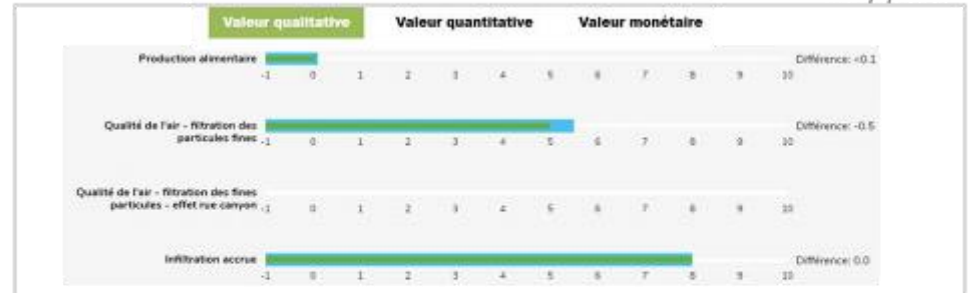 Valeur qualitative Valeur quantitative Valeur monétaire
Production alimentaire Différence: <0.1
-1 0 1 2 3 4 5 6 7 8 9 10
Qualité de l'air - filtration des
particules fines Différence: -0.5
-1 0 1 2 3 4 5 6 7 8 9 10
Qualité de l'air - filtration des fines
particules - effet rue canyon
-1 0 1 2 3 4 5 6 7 8 9 10
Infiltration accrue Différence: 0.0
-1 0 1 2 3 4 5 6 7 8 9 10